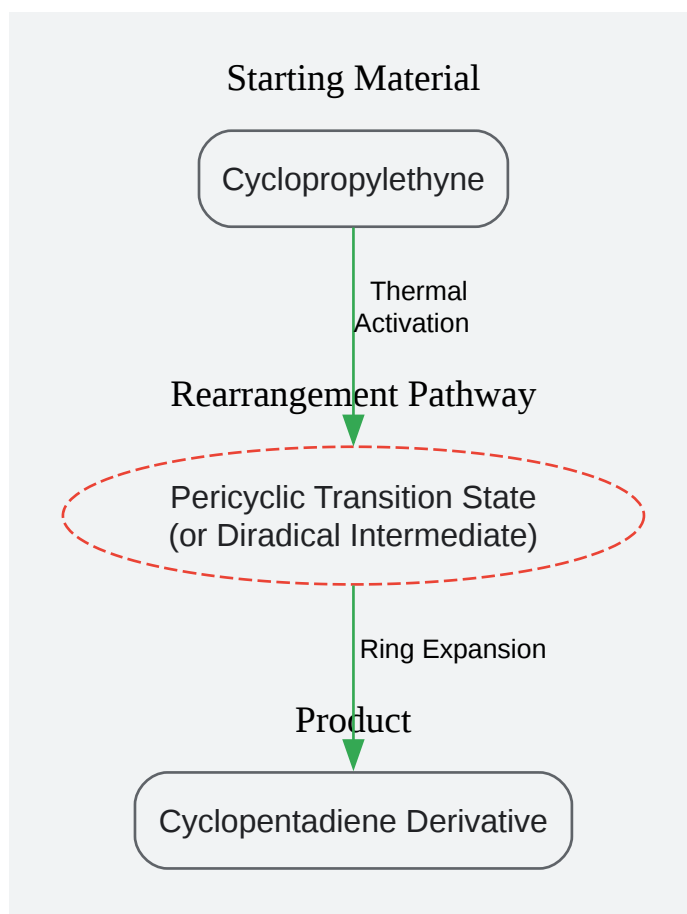 Starting Material
Cyclopropylethyne
Thermal
Activation
Rearrangement Pathway
Pericyclic Transition State
(or Diradical Intermediate)
Ring Expansion
Product
Cyclopentadiene Derivative